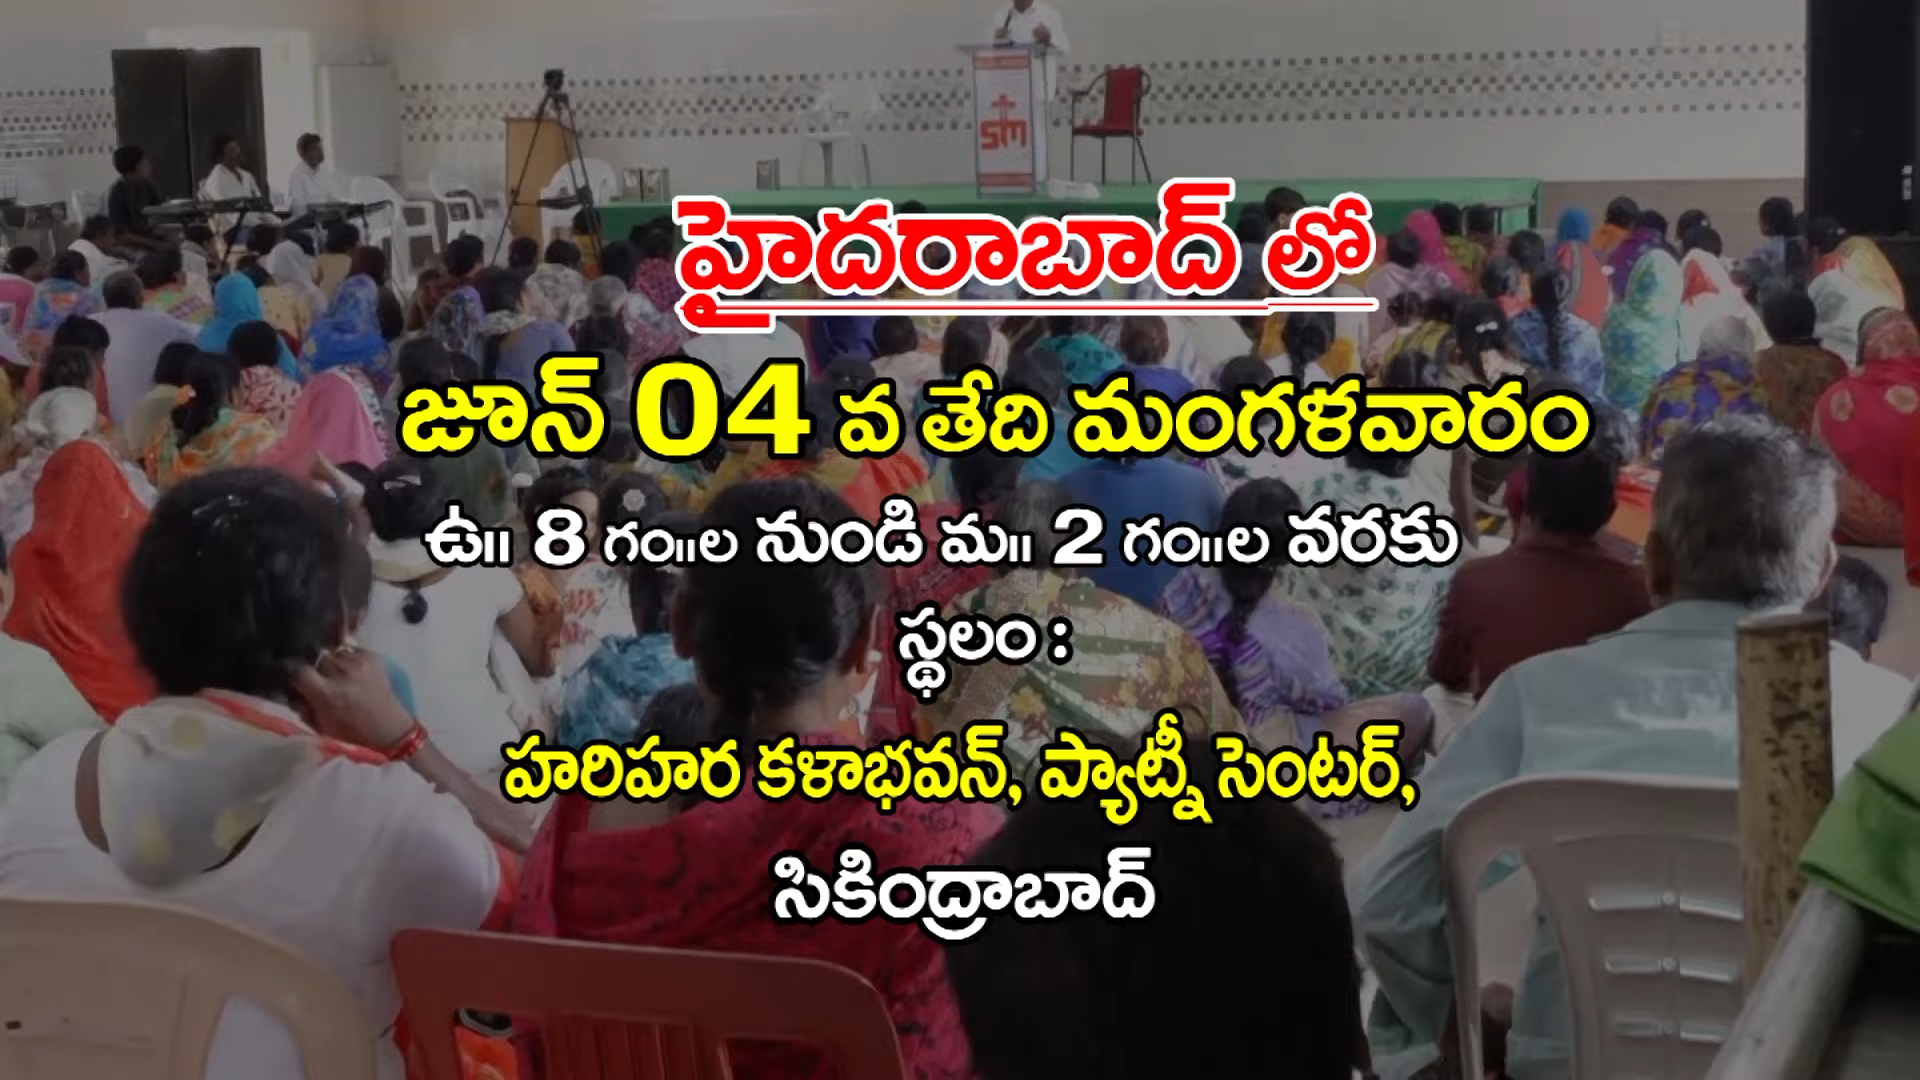 SM
హైదరాబాద్ లో
జూన్ 04 వ తేది మంగళవారం
ఉ॥ 8 గం॥ల నుండి మ॥ 2 గం॥ల వరకు
స్థలం :
హరిహర కళాభవన్, ప్యాట్నీ సెంటర్,
సికింద్రాబాద్